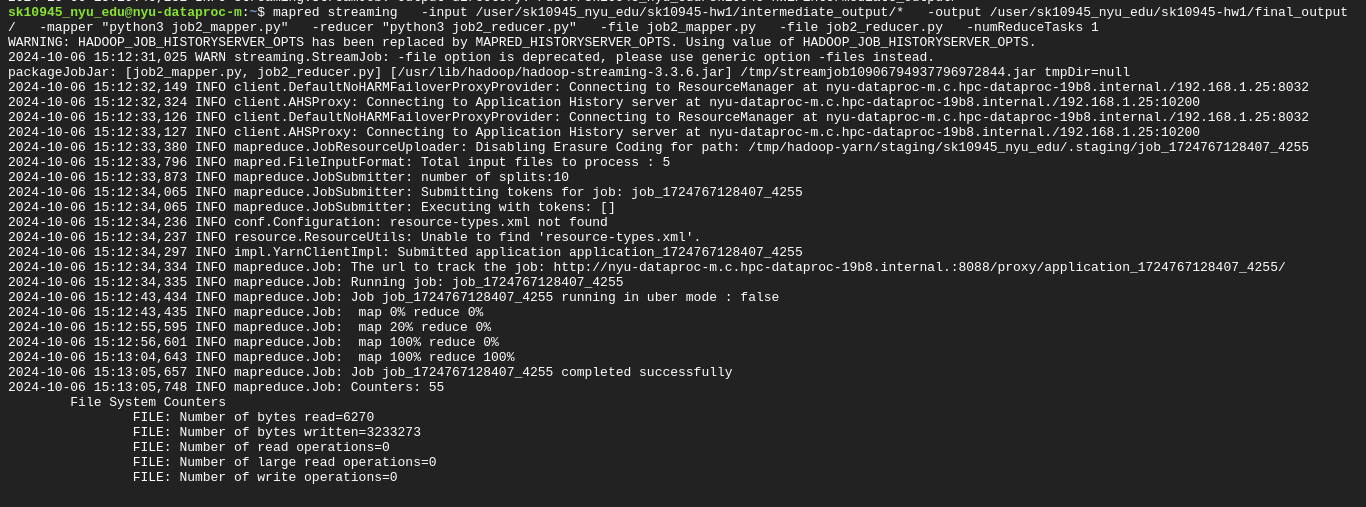 sk10945_nyu_edu@nyu-dataproc-m:~$ mapred streaming   -input /user/sk10945_nyu_edu/sk10945-hw1/intermediate_output/*   -output /user/sk10945_nyu_edu/sk10945-hw1/final_output
/   -mapper "python3 job2_mapper.py"   -reducer "python3 job2_reducer.py"   -file job2_mapper.py   -file job2_reducer.py   -numReduceTasks 1
WARNING: HADOOP_JOB_HISTORYSERVER_OPTS has been replaced by MAPRED_HISTORYSERVER_OPTS. Using value of HADOOP_JOB_HISTORYSERVER_OPTS.
2024-10-06 15:12:31,025 WARN streaming.StreamJob: -file option is deprecated, please use generic option -files instead.
packageJobJar: [job2_mapper.py, job2_reducer.py] [/usr/lib/hadoop/hadoop-streaming-3.3.6.jar] /tmp/streamjob10906794937796972844.jar tmpDir=null
2024-10-06 15:12:32,149 INFO client.DefaultNoHARMFailoverProxyProvider: Connecting to ResourceManager at nyu-dataproc-m.c.hpc-dataproc-19b8.internal./192.168.1.25:8032
2024-10-06 15:12:32,324 INFO client.AHSProxy: Connecting to Application History server at nyu-dataproc-m.c.hpc-dataproc-19b8.internal./192.168.1.25:10200
2024-10-06 15:12:33,126 INFO client.DefaultNoHARMFailoverProxyProvider: Connecting to ResourceManager at nyu-dataproc-m.c.hpc-dataproc-19b8.internal./192.168.1.25:8032
2024-10-06 15:12:33,127 INFO client.AHSProxy: Connecting to Application History server at nyu-dataproc-m.c.hpc-dataproc-19b8.internal./192.168.1.25:10200
2024-10-06 15:12:33,380 INFO mapreduce.JobResourceUploader: Disabling Erasure Coding for path: /tmp/hadoop-yarn/staging/sk10945_nyu_edu/.staging/job_1724767128407_4255
2024-10-06 15:12:33,796 INFO mapred.FileInputFormat: Total input files to process : 5
2024-10-06 15:12:33,873 INFO mapreduce.JobSubmitter: number of splits:10
2024-10-06 15:12:34,065 INFO mapreduce.JobSubmitter: Submitting tokens for job: job_1724767128407_4255
2024-10-06 15:12:34,065 INFO mapreduce.JobSubmitter: Executing with tokens: []
2024-10-06 15:12:34,236 INFO conf.Configuration: resource-types.xml not found
2024-10-06 15:12:34,237 INFO resource.ResourceUtils: Unable to find 'resource-types.xml'.
2024-10-06 15:12:34,297 INFO impl.YarnClientImpl: Submitted application application_1724767128407_4255
2024-10-06 15:12:34,334 INFO mapreduce.Job: The url to track the job: http://nyu-dataproc-m.c.hpc-dataproc-19b8.internal.:8088/proxy/application_1724767128407_4255/
2024-10-06 15:12:34,335 INFO mapreduce.Job: Running job: job_1724767128407_4255
2024-10-06 15:12:43,434 INFO mapreduce.Job: Job job_1724767128407_4255 running in uber mode : false
2024-10-06 15:12:43,435 INFO mapreduce.Job:  map 0% reduce 0%
2024-10-06 15:12:55,595 INFO mapreduce.Job:  map 20% reduce 0%
2024-10-06 15:12:56,601 INFO mapreduce.Job:  map 100% reduce 0%
2024-10-06 15:13:04,643 INFO mapreduce.Job:  map 100% reduce 100%
2024-10-06 15:13:05,657 INFO mapreduce.Job: Job job_1724767128407_4255 completed successfully
2024-10-06 15:13:05,748 INFO mapreduce.Job: Counters: 55
        File System Counters
                FILE: Number of bytes read=6270
                FILE: Number of bytes written=3233273
                FILE: Number of read operations=0
                FILE: Number of large read operations=0
                FILE: Number of write operations=0